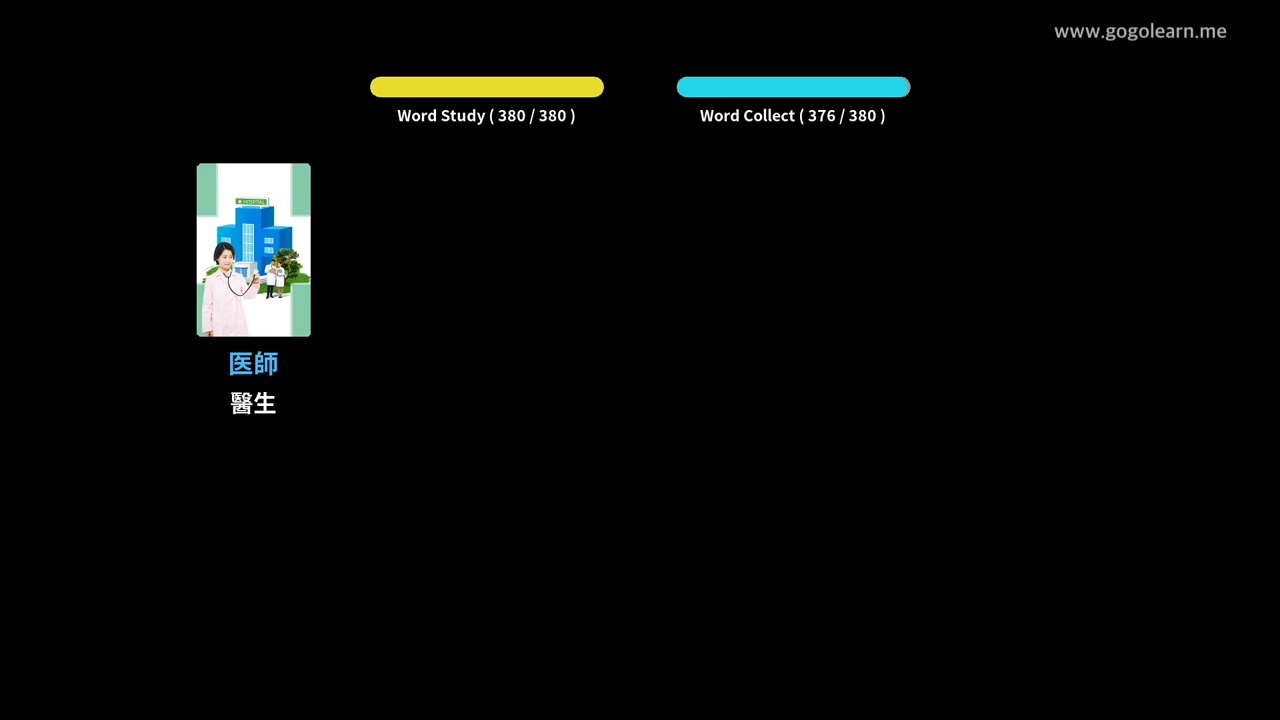 www.gogolearn.me
Word Study ( 380 / 380 )
Word Collect ( 376 / 380 )
HOSPITAL
医師
醫生